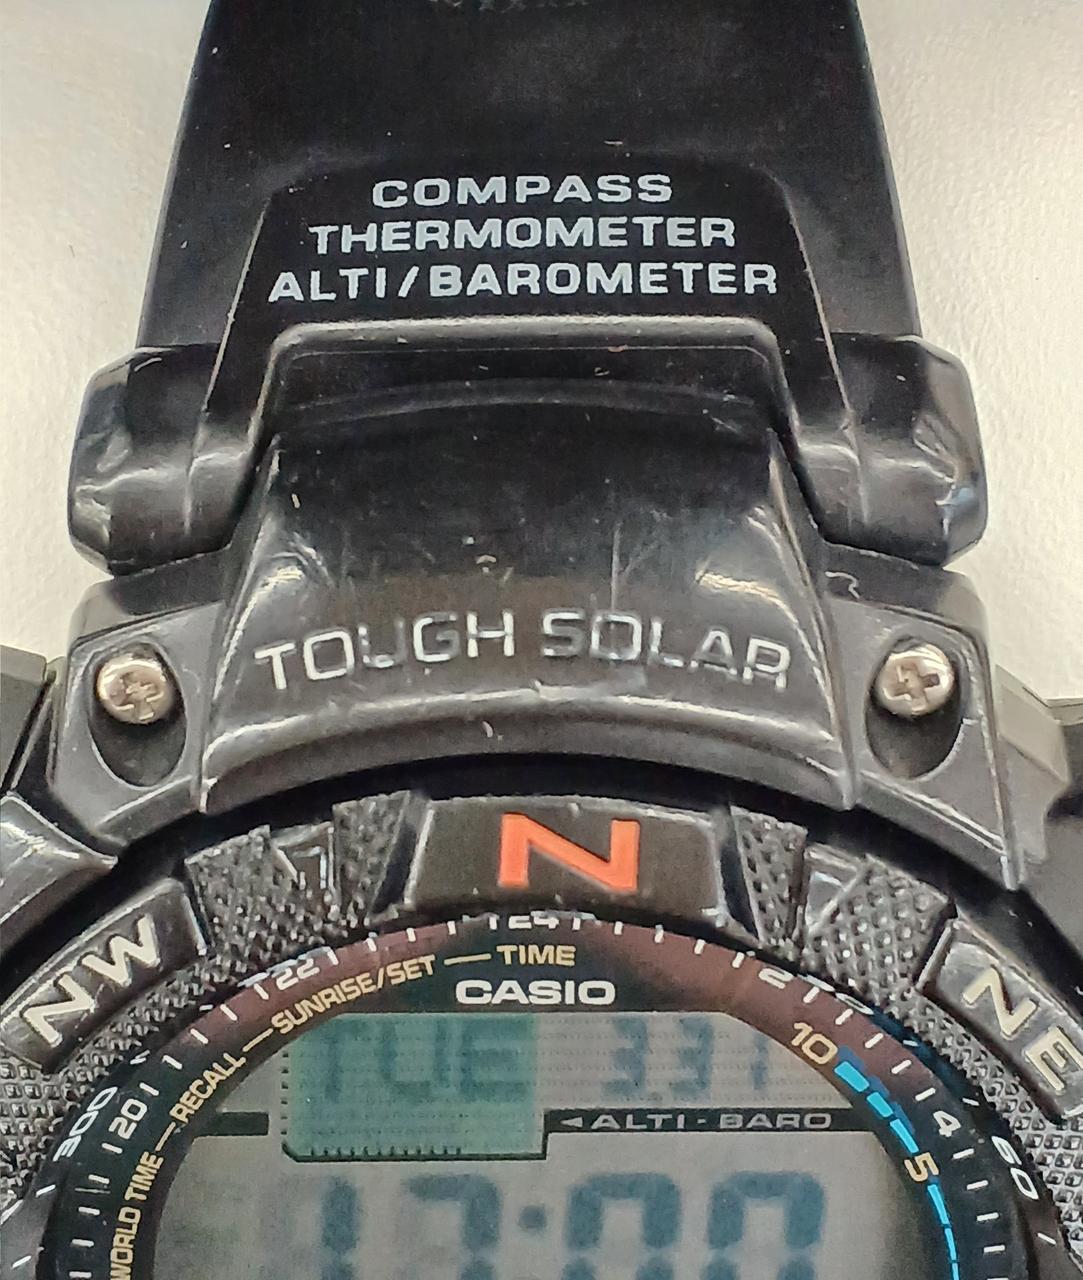 COMPASS
THERMOMETER
ALTI/BAROMETER
TOUGH SOLAR
N
NW
NE
22
24
2
SUNRISE/SET — TIME
CASIO
RECALL
WORLD TIME
10
TUE 3.31
◄ALTI-BARO
300
20
4
60
5
17:00